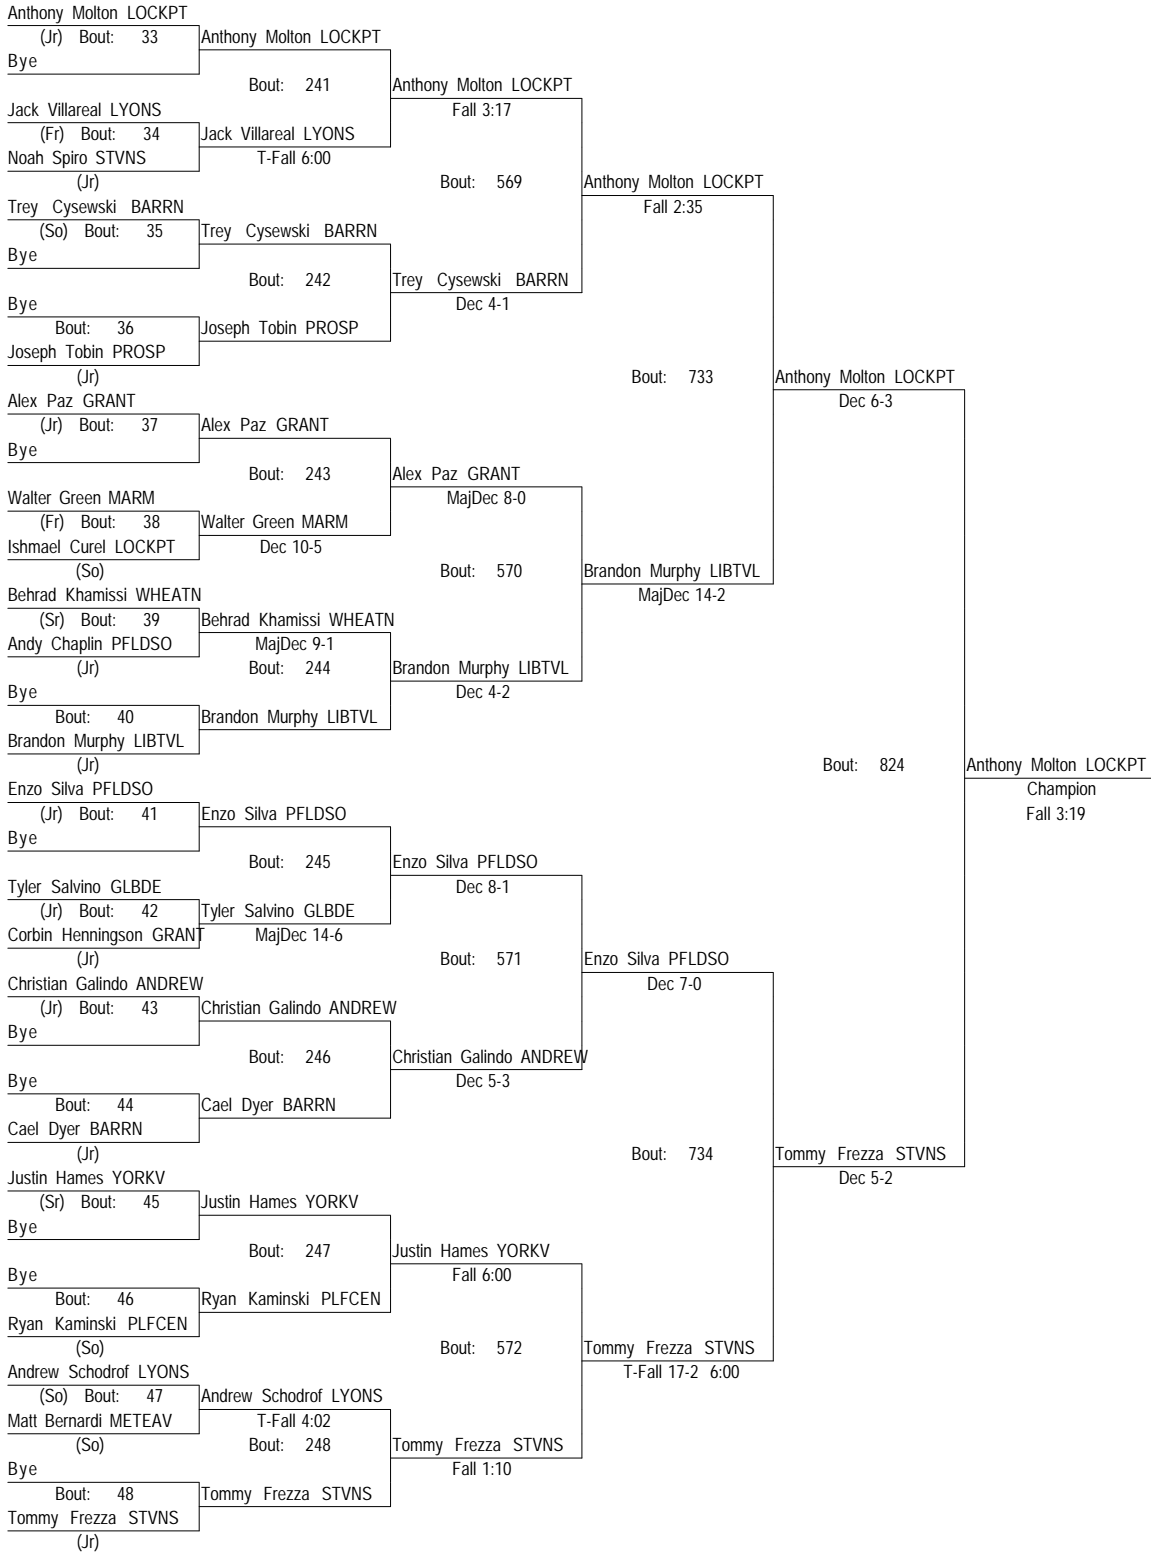 Anthony Molton LOCKPT
(Jr) Bout: 33 Anthony Molton LOCKPT
Bye
Bout: 241 Anthony Molton LOCKPT
Jack Villareal LYONS Fall 3:17
(Fr) Bout: 34 Jack Villareal LYONS
Noah Spiro STVNS T-Fall 6:00
(Jr) Bout: 569 Anthony Molton LOCKPT
Trey Cysewski BARRN Fall 2:35
(So) Bout: 35 Trey Cysewski BARRN
Bye
Bout: 242 Trey Cysewski BARRN
Bye Dec 4-1
Bout: 36 Joseph Tobin PROSP
Joseph Tobin PROSP
(Jr) Bout: 733 Anthony Molton LOCKPT
Alex Paz GRANT Dec 6-3
(Jr) Bout: 37 Alex Paz GRANT
Bye
Bout: 243 Alex Paz GRANT
Walter Green MARM MajDec 8-0
(Fr) Bout: 38 Walter Green MARM
Ishmael Curel LOCKPT Dec 10-5
(So) Bout: 570 Brandon Murphy LIBTVL
Behrad Khamissi WHEATN MajDec 14-2
(Sr) Bout: 39 Behrad Khamissi WHEATN
Andy Chaplin PFLDSO MajDec 9-1
(Jr) Bout: 244 Brandon Murphy LIBTVL
Bye Dec 4-2
Bout: 40 Brandon Murphy LIBTVL
Brandon Murphy LIBTVL
(Jr) Bout: 824 Anthony Molton LOCKPT
Enzo Silva PFLDSO Champion
(Jr) Bout: 41 Enzo Silva PFLDSO Fall 3:19
Bye
Bout: 245 Enzo Silva PFLDSO
Tyler Salvino GLBDE Dec 8-1
(Jr) Bout: 42 Tyler Salvino GLBDE
Corbin Henningson GRANT MajDec 14-6
(Jr) Bout: 571 Enzo Silva PFLDSO
Christian Galindo ANDREW Dec 7-0
(Jr) Bout: 43 Christian Galindo ANDREW
Bye
Bout: 246 Christian Galindo ANDREW
Bye Dec 5-3
Bout: 44 Cael Dyer BARRN
Cael Dyer BARRN
(Jr) Bout: 734 Tommy Frezza STVNS
Justin Hames YORKV Dec 5-2
(Sr) Bout: 45 Justin Hames YORKV
Bye
Bout: 247 Justin Hames YORKV
Bye Fall 6:00
Bout: 46 Ryan Kaminski PLFCEN
Ryan Kaminski PLFCEN
(So) Bout: 572 Tommy Frezza STVNS
Andrew Schodrof LYONS T-Fall 17-2 6:00
(So) Bout: 47 Andrew Schodrof LYONS
Matt Bernardi METEAV T-Fall 4:02
(So) Bout: 248 Tommy Frezza STVNS
Bye Fall 1:10
Bout: 48 Tommy Frezza STVNS
Tommy Frezza STVNS
(Jr)